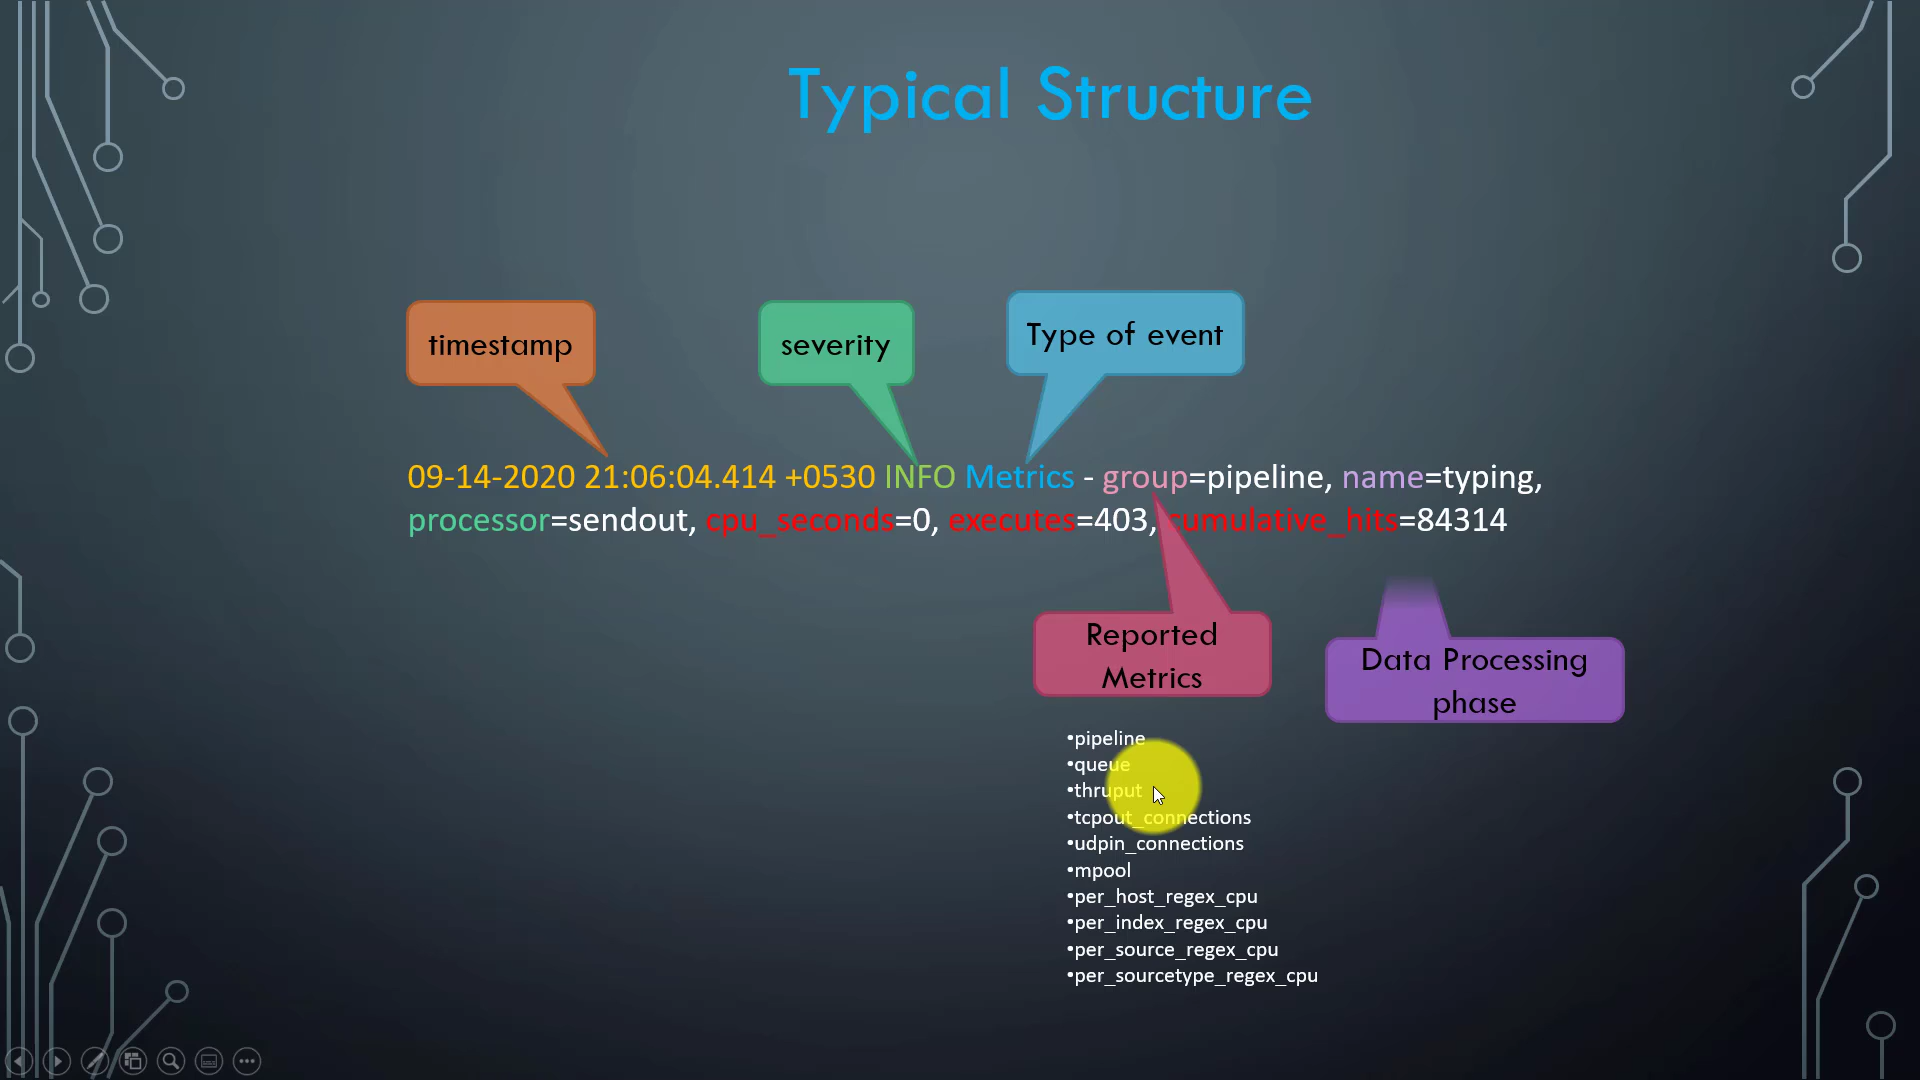 Typical Structure
timestamp
severity
Type of event
09-14-2020 21:06:04.414 +0530 INFO Metrics - group=pipeline, name=typing,
processor=sendout, cpu_seconds=0, executes=403, cumulative_hits=84314
Reported
Metrics
Data Processing
phase
•pipeline
•queue
•thruput
•tcpout_connections
•udpin_connections
•mpool
•per_host_regex_cpu
•per_index_regex_cpu
•per_source_regex_cpu
•per_sourcetype_regex_cpu